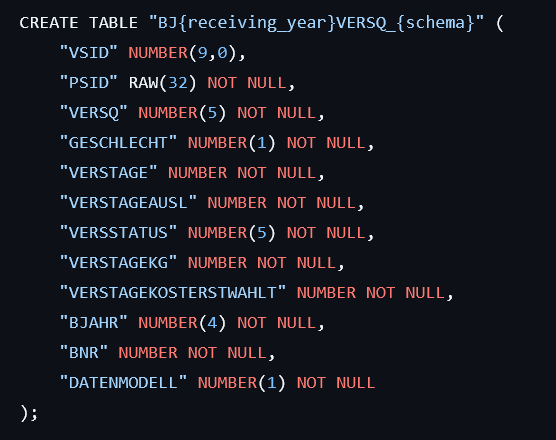 CREATE TABLE "BJ{receiving_year}VERSQ_{schema}" (
"VSID" NUMBER(9,0),
"PSID" RAW(32) NOT NULL,
"VERSQ" NUMBER(5) NOT NULL,
"GESCHLECHT" NUMBER(1) NOT NULL,
"VERSTAGE" NUMBER NOT NULL,
"VERSTAGEAUSL" NUMBER NOT NULL,
"VERSSTATUS" NUMBER(5) NOT NULL,
"VERSTAGEKG" NUMBER NOT NULL,
"VERSTAGEKOSTERSTWAHLT" NUMBER NOT NULL,
"BJAHR" NUMBER(4) NOT NULL,
"BNR" NUMBER NOT NULL,
"DATENMODELL" NUMBER(1) NOT NULL
);